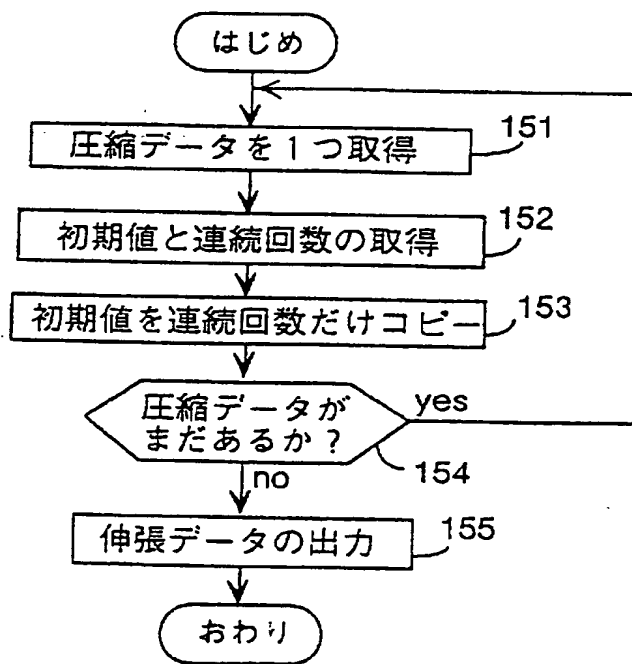 はじめ
圧縮データを1つ取得
151
初期値と連続回数の取得
152
初期値を連続回数だけコピー
153
圧縮データが
まだあるか?
yes
154
no
伸張データの出力
155
おわり